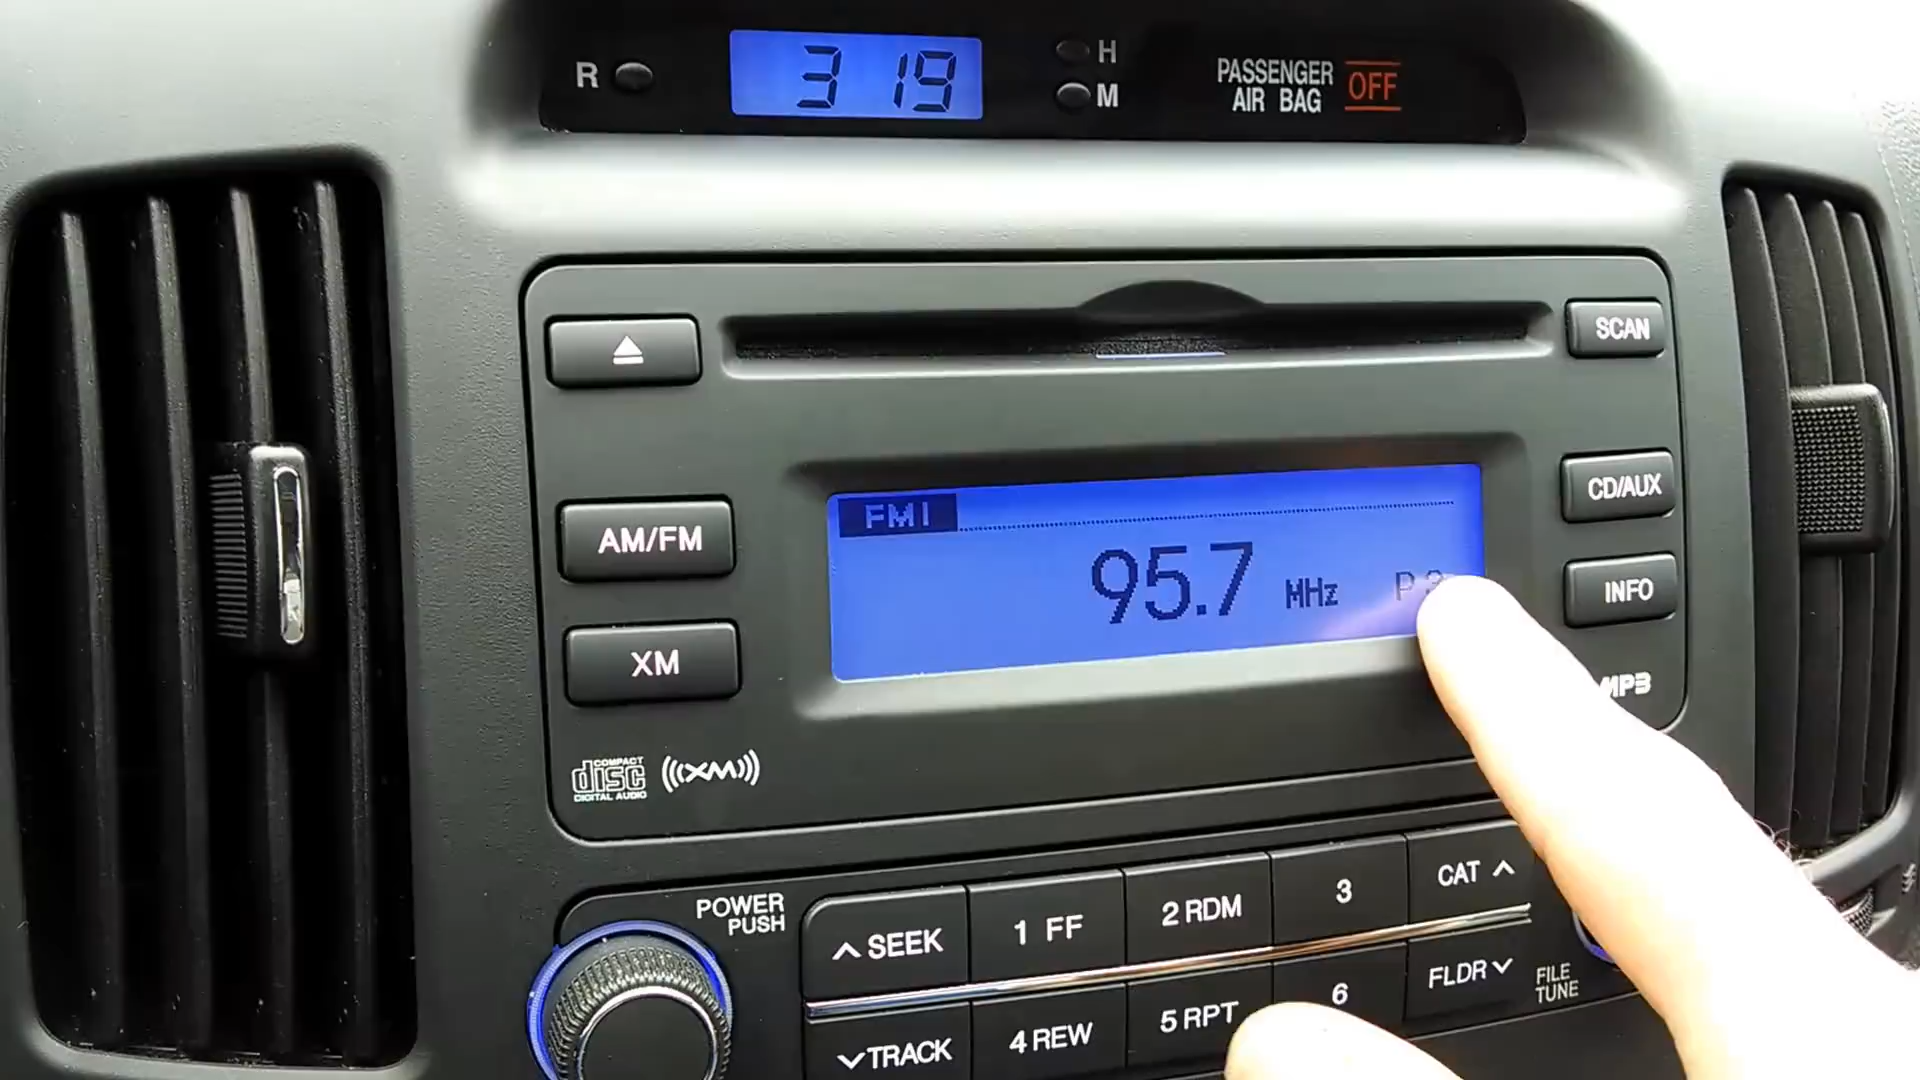 R
3 19
H
M
PASSENGER
AIR BAG
OFF
SCAN
CD/AUX
AM/FM
FM1
95.7 MHz P 3
INFO
XM
MP3
COMPACT
disc
DIGITAL AUDIO
((XM))
POWER
PUSH
∧ SEEK
1 FF
2 RDM
3
CAT ∧
∨ TRACK
4 REW
5 RPT
6
FLDR ∨
FILE
TUNE